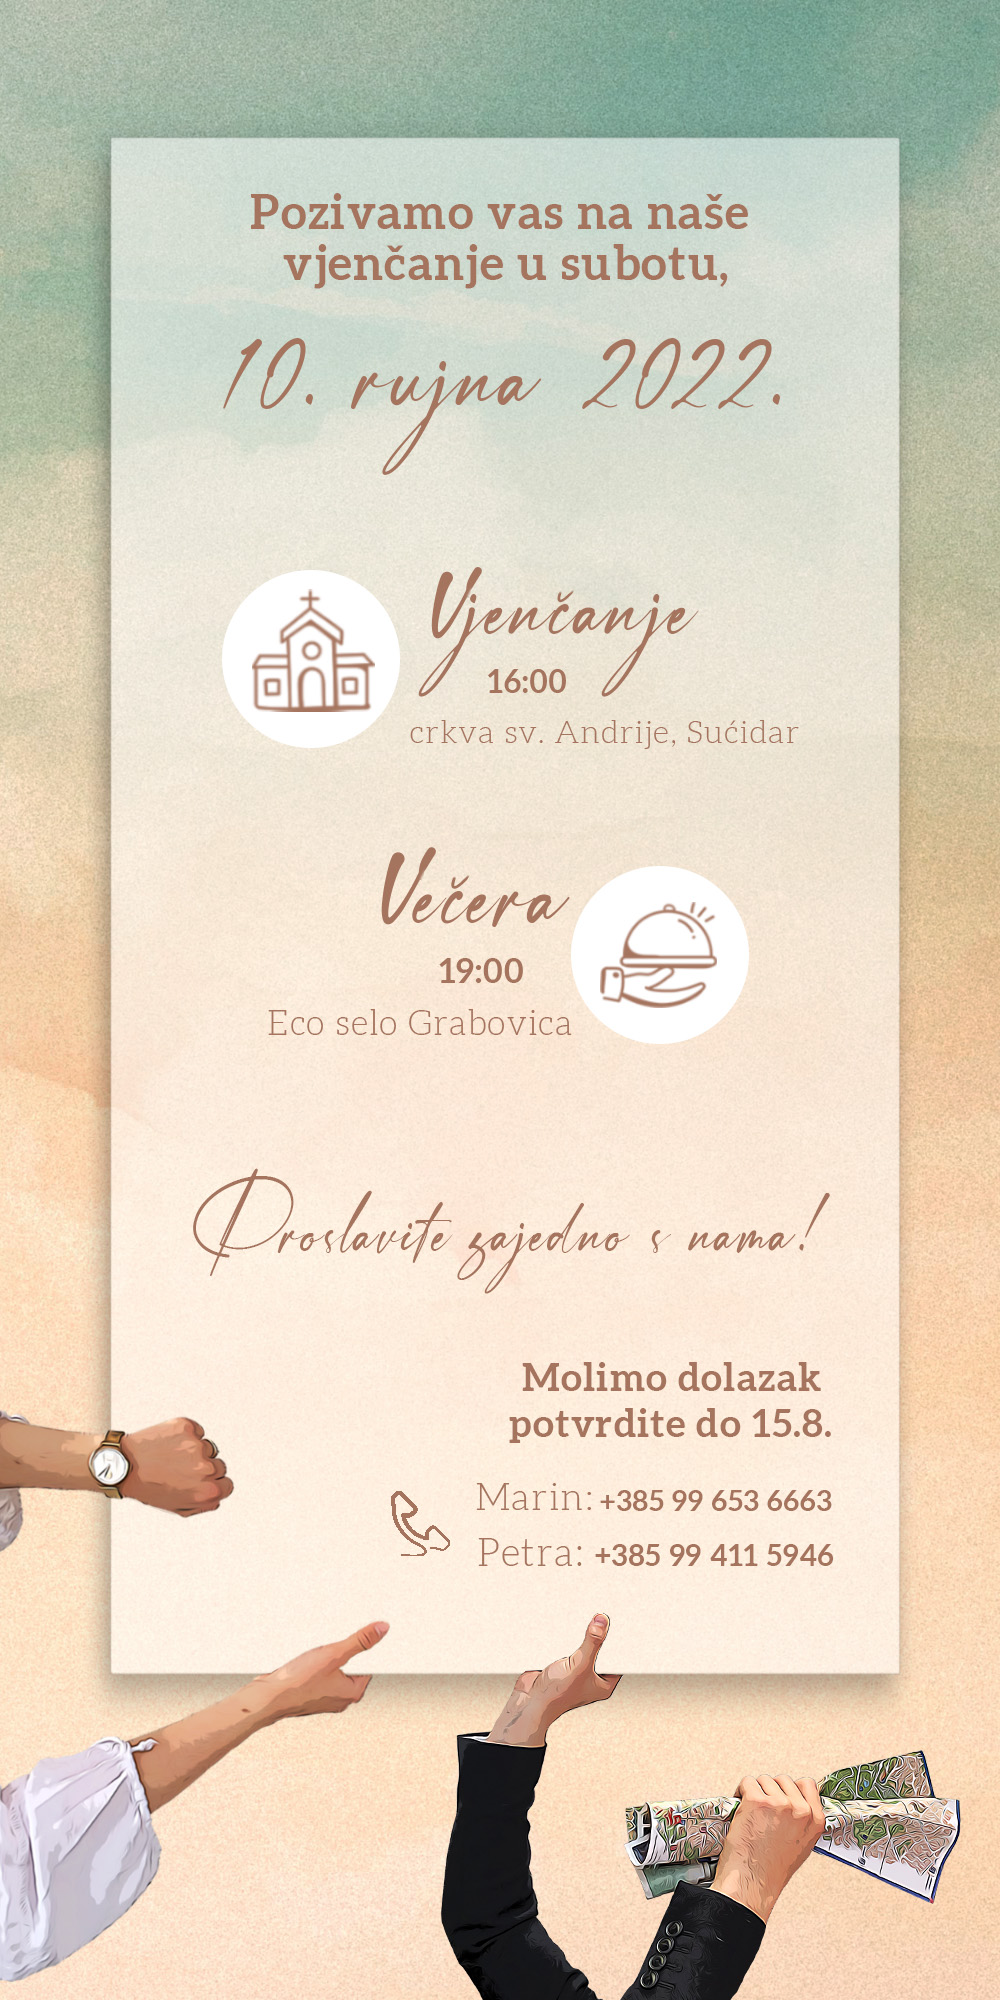 Pozivamo vas na naše
vjenčanje u subotu,
10. rujna 2022.
Vjenčanje
16:00
crkva sv. Andrije, Sućidar
Večera
19:00
Eco selo Grabovica
Proslavite zajedno s nama!
Molimo dolazak
potvrdite do 15.8.
Marin: +385 99 653 6663
Petra: +385 99 411 5946